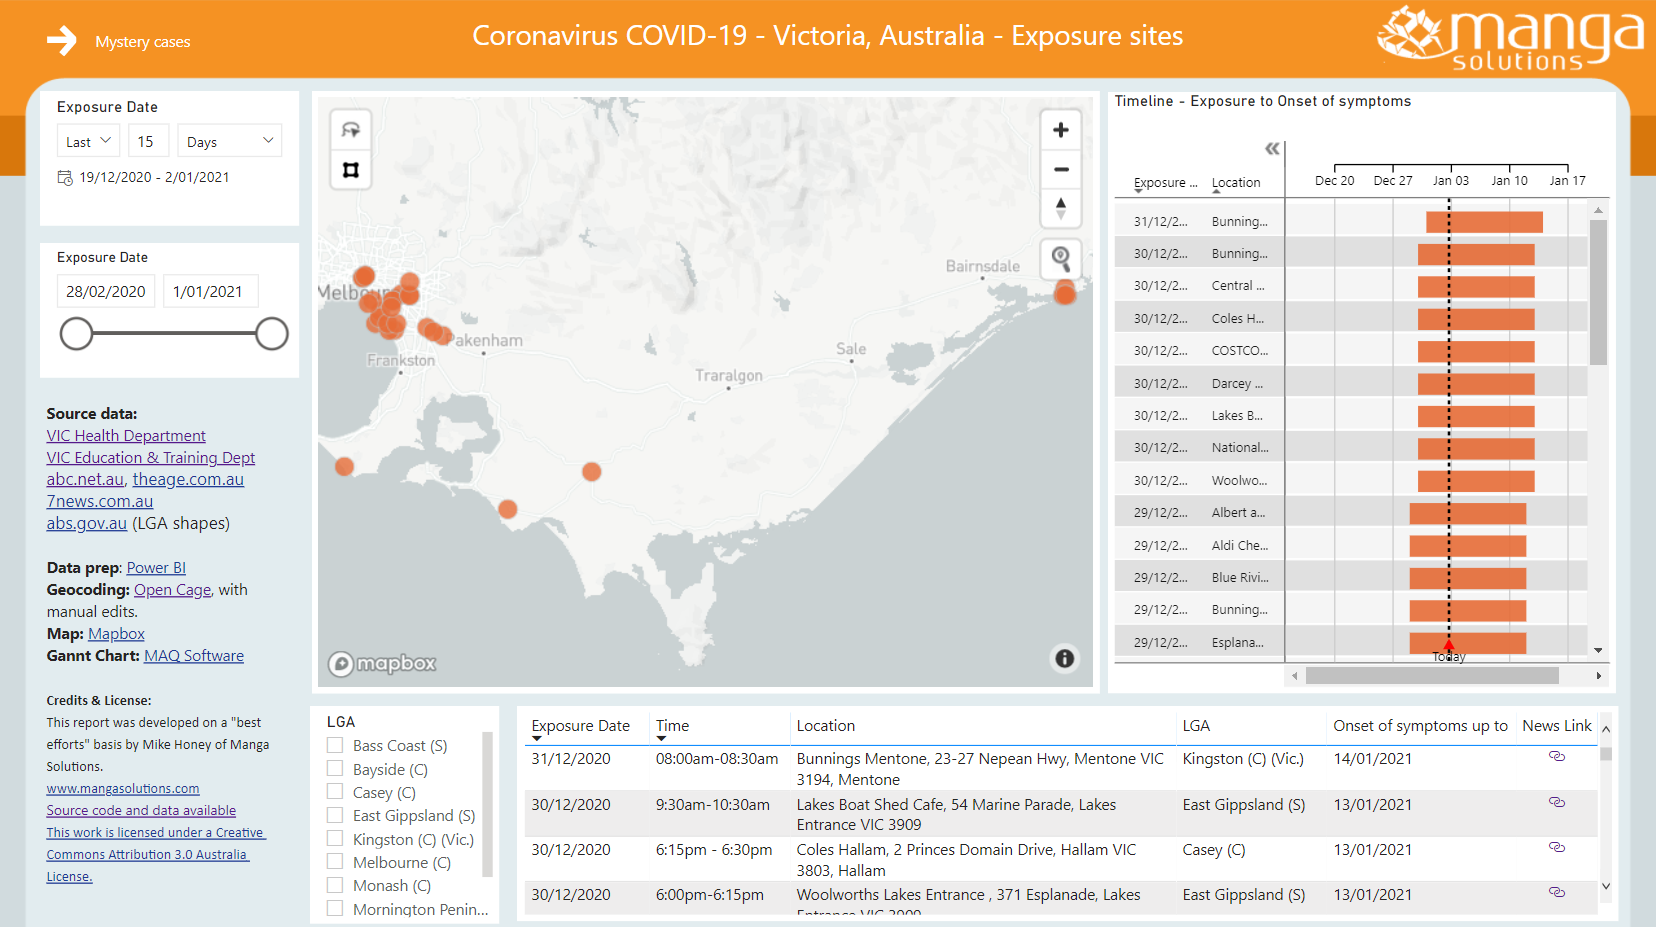 Mystery cases
Coronavirus COVID-19 - Victoria, Australia - Exposure sites
manga
solutions
Exposure Date
Last 15 Days
19/12/2020 - 2/01/2021
Exposure Date
28/02/2020 1/01/2021
Source data:
VIC Health Department
VIC Education & Training Dept
abc.net.au, theage.com.au
7news.com.au
abs.gov.au (LGA shapes)
Data prep: Power BI
Geocoding: Open Cage, with
manual edits.
Map: Mapbox
Gannt Chart: MAQ Software
Credits & License:
This report was developed on a "best
efforts" basis by Mike Honey of Manga
Solutions.
www.mangasolutions.com
Source code and data available
This work is licensed under a Creative
Commons Attribution 3.0 Australia
License.
Bairnsdale
Pakenham
Sale
Frankston
Traralgon
mapbox
Timeline - Exposure to Onset of symptoms
Exposure ... Location
Dec 20 Dec 27 Jan 03 Jan 10 Jan 17
31/12/2... Bunning...
30/12/2... Bunning...
30/12/2... Central ...
30/12/2... Coles H...
30/12/2... COSTCO...
30/12/2... Darcey ...
30/12/2... Lakes B...
30/12/2... National...
30/12/2... Woolwo...
29/12/2... Albert a...
29/12/2... Aldi Che...
29/12/2... Blue Rivi...
29/12/2... Bunning...
29/12/2... Esplana...
Today
LGA
Bass Coast (S)
Bayside (C)
Casey (C)
East Gippsland (S)
Kingston (C) (Vic.)
Melbourne (C)
Monash (C)
Mornington Penin...
Exposure Date Time Location LGA Onset of symptoms up to News Link
31/12/2020 08:00am-08:30am Bunnings Mentone, 23-27 Nepean Hwy, Mentone VIC Kingston (C) (Vic.) 14/01/2021
3194, Mentone
30/12/2020 9:30am-10:30am Lakes Boat Shed Cafe, 54 Marine Parade, Lakes East Gippsland (S) 13/01/2021
Entrance VIC 3909
30/12/2020 6:15pm - 6:30pm Coles Hallam, 2 Princes Domain Drive, Hallam VIC Casey (C) 13/01/2021
3803, Hallam
30/12/2020 6:00pm-6:15pm Woolworths Lakes Entrance , 371 Esplanade, Lakes East Gippsland (S) 13/01/2021
Entrance VIC 3909